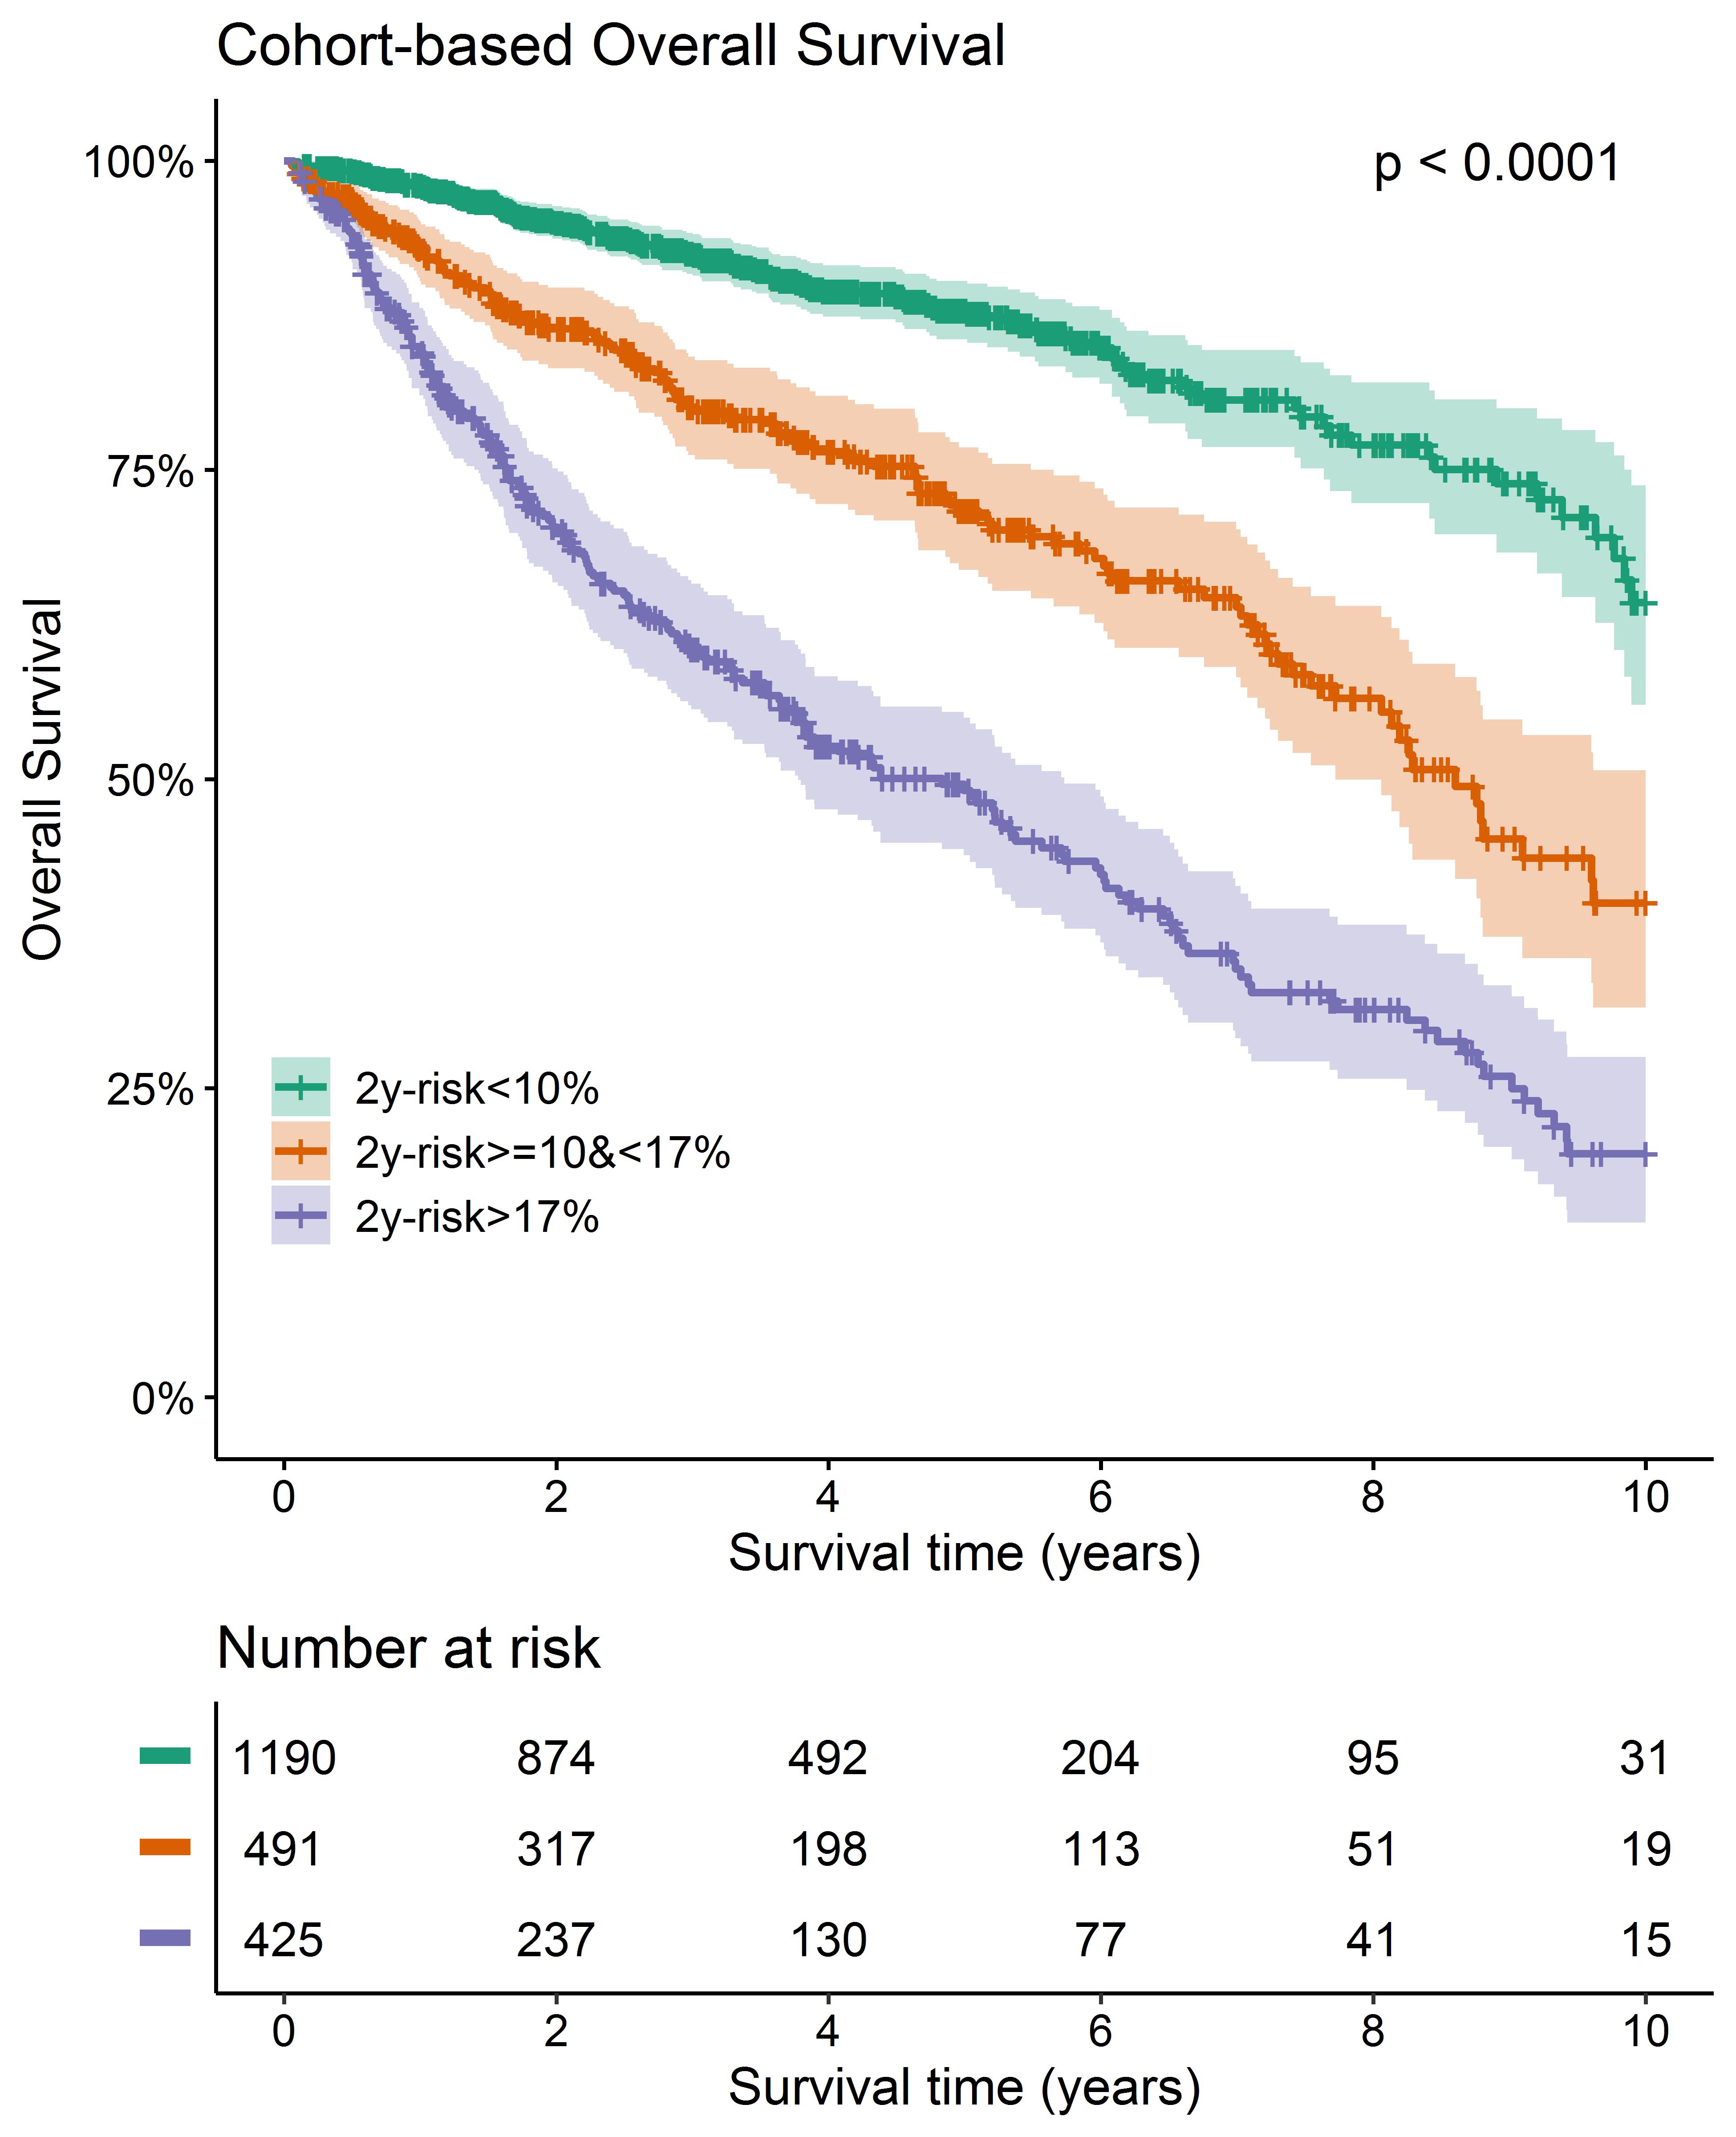 Cohort-based Overall Survival
p < 0.0001
100%
75%
50%
25%
0%
Overall Survival
2y-risk<10%
2y-risk>=10&<17%
2y-risk>17%
0 2 4 6 8 10
Survival time (years)
Number at risk
1190 874 492 204 95 31
491 317 198 113 51 19
425 237 130 77 41 15
0 2 4 6 8 10
Survival time (years)